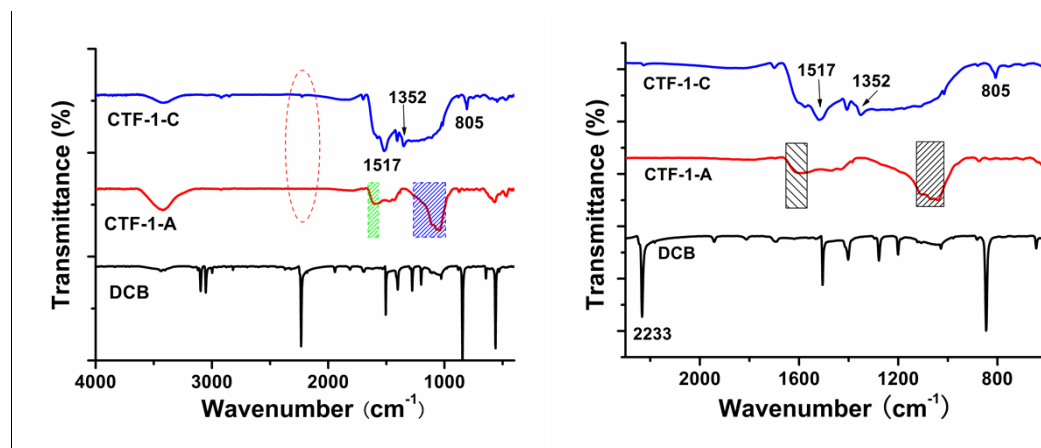 Transmittance (%)
CTF-1-C
1352
1517
805
CTF-1-A
DCB
4000 3000 2000 1000
Wavenumber (cm⁻¹)
Transmittance (%)
CTF-1-C
1517
1352
805
CTF-1-A
DCB
2233
2000 1600 1200 800
Wavenumber (cm⁻¹)